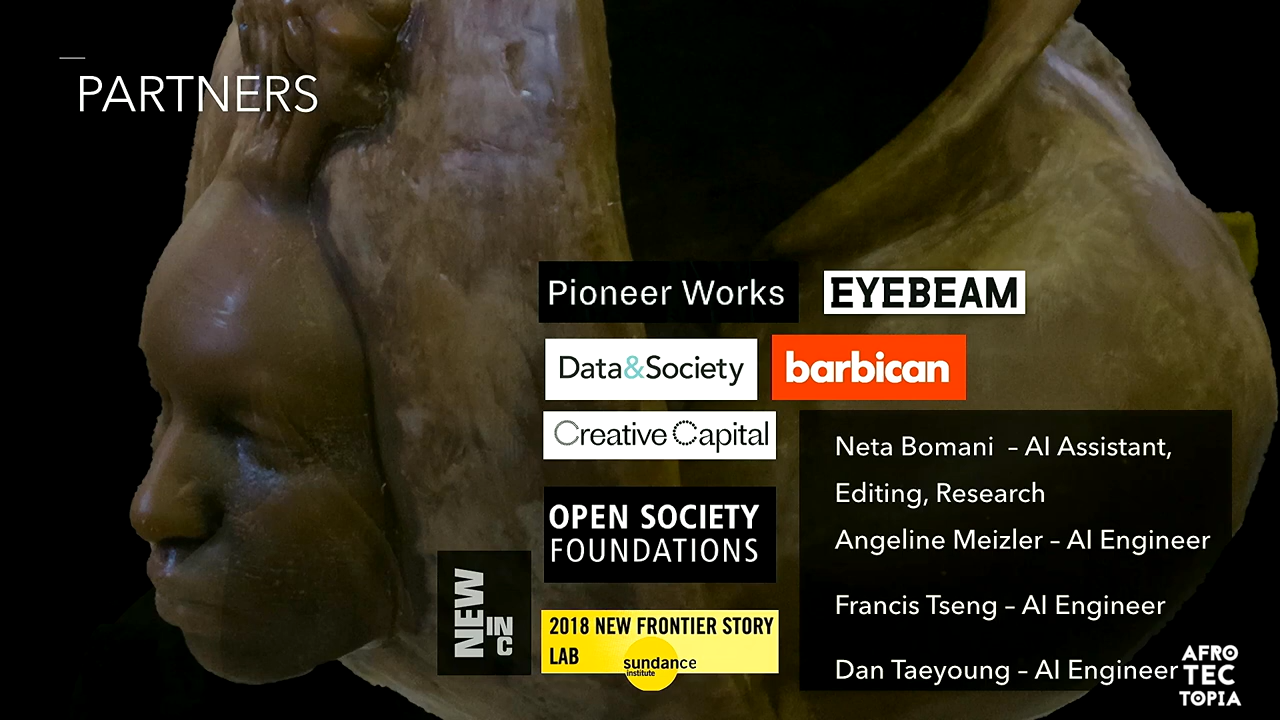 PARTNERS
Pioneer Works
EYEBEAM
Data&Society
barbican
Creative Capital
OPEN SOCIETY
FOUNDATIONS
NEW
IN
C
2018 NEW FRONTIER STORY
LAB
sundance
institute
Neta Bomani – AI Assistant,
Editing, Research
Angeline Meizler – AI Engineer
Francis Tseng – AI Engineer
Dan Taeyoung – AI Engineer
AFRO
TEC
TOPIA